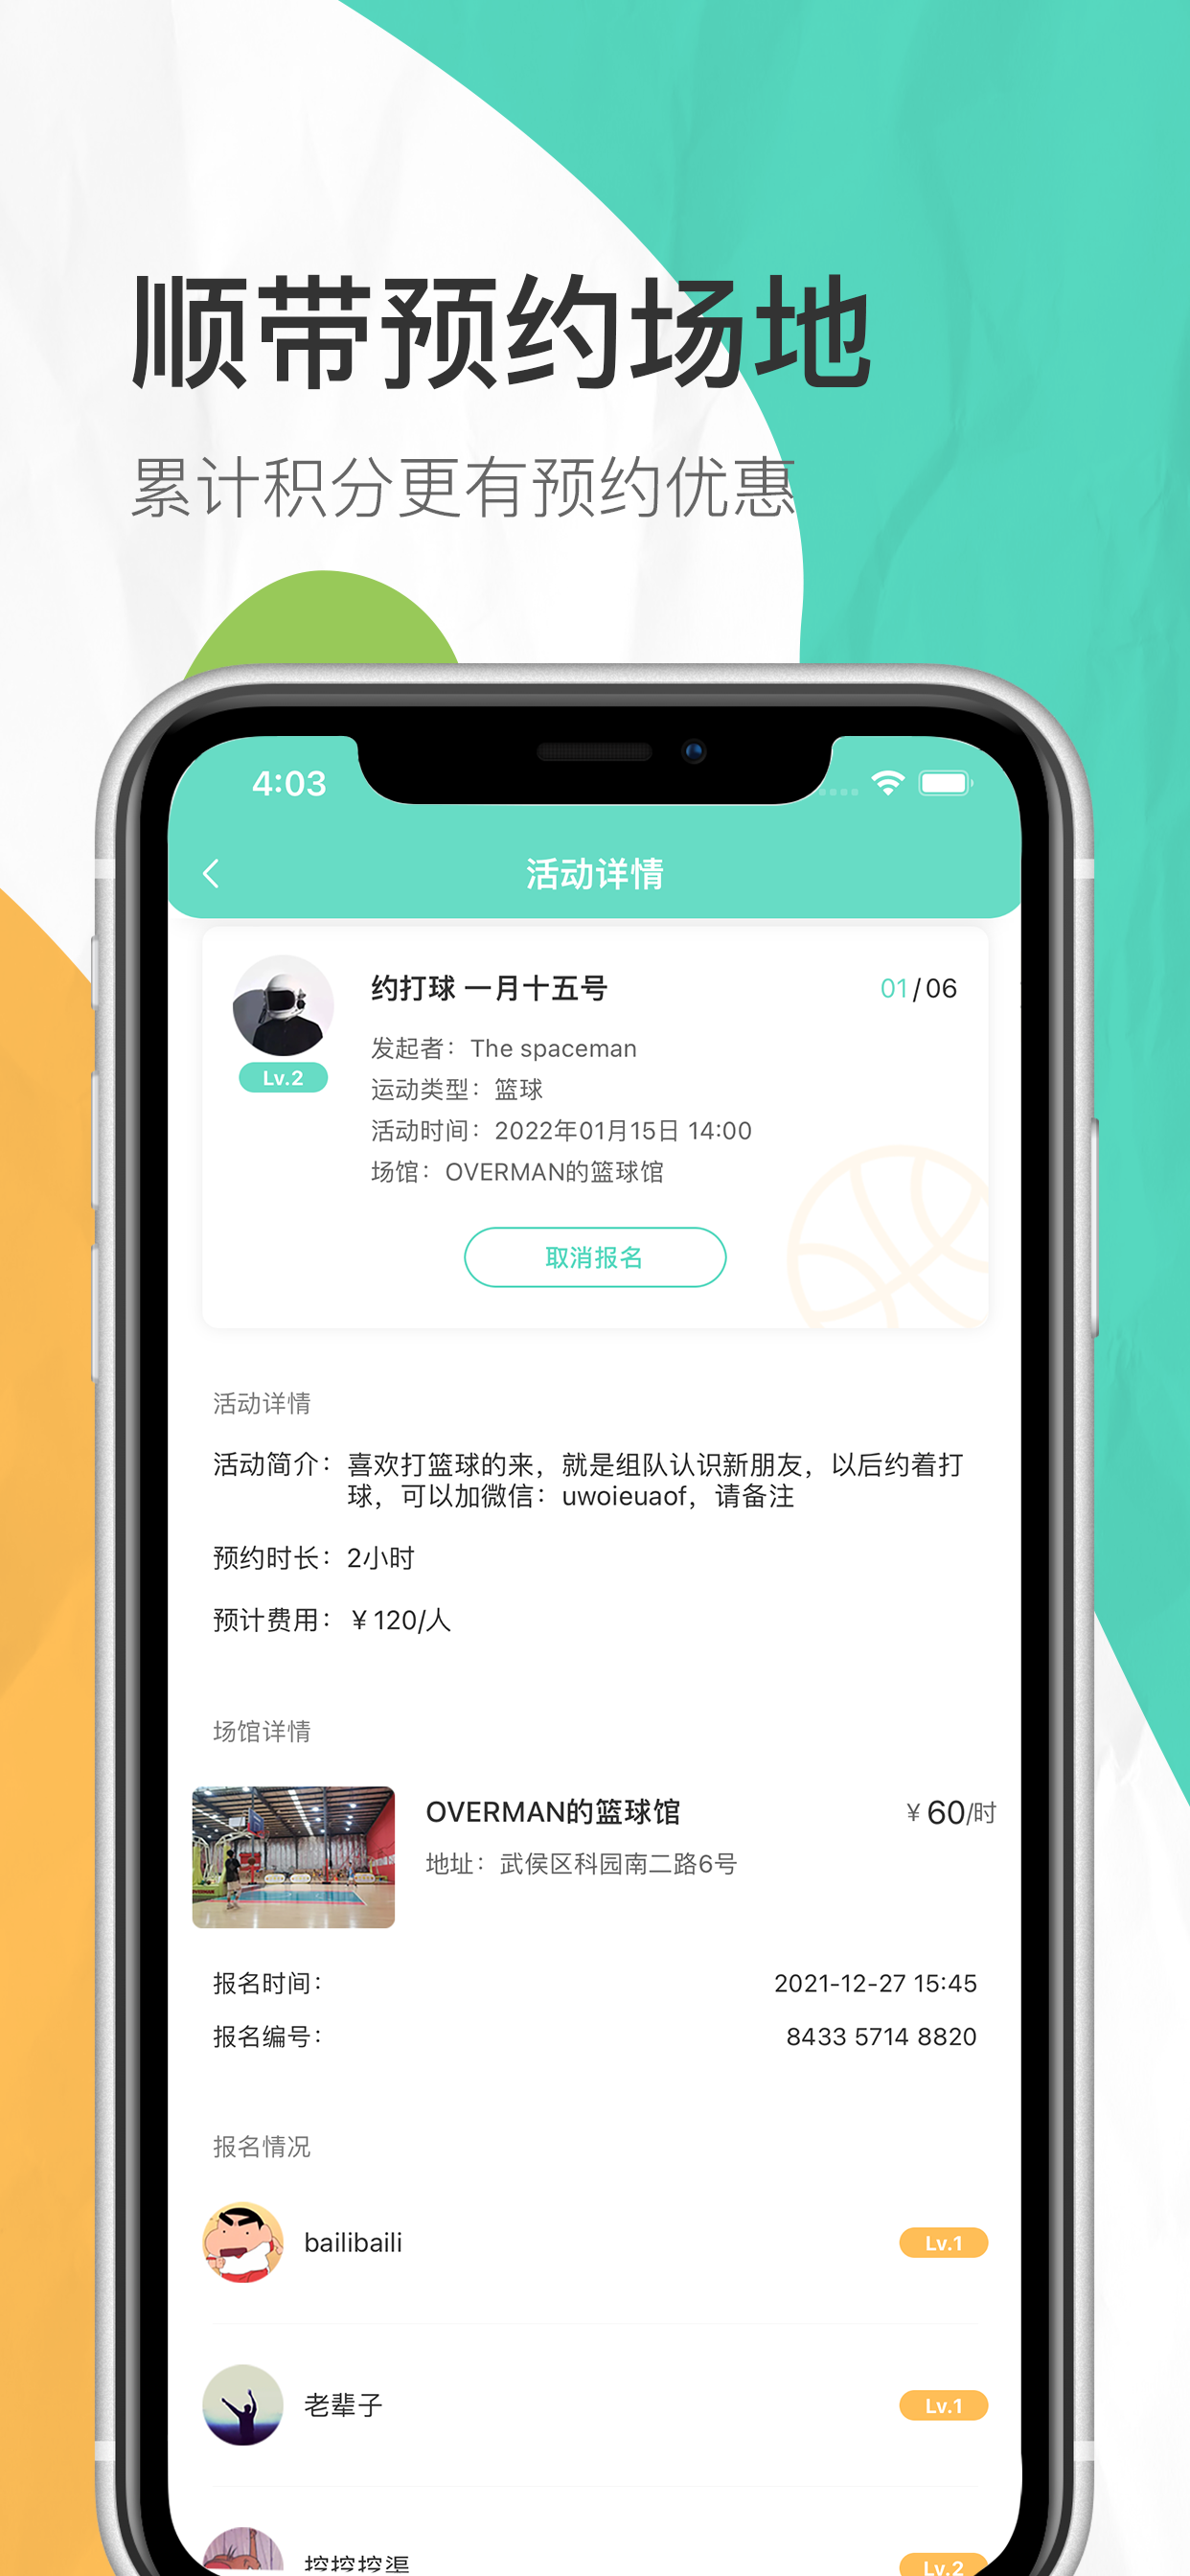 顺带预约场地
累计积分更有预约优惠
4:03
活动详情
约打球 一月十五号
01/06
Lv.2
发起者：The spaceman
运动类型：篮球
活动时间：2022年01月15日 14:00
场馆：OVERMAN的篮球馆
取消报名
活动详情
活动简介：喜欢打篮球的来，就是组队认识新朋友，以后约着打
球，可以加微信：uwoieuaof，请备注
预约时长：2小时
预计费用：￥120/人
场馆详情
OVERMAN的篮球馆
￥60/时
地址：武侯区科园南二路6号
报名时间：
2021-12-27 15:45
报名编号：
8433 5714 8820
报名情况
bailibaili
Lv.1
老辈子
Lv.1
Lv.2